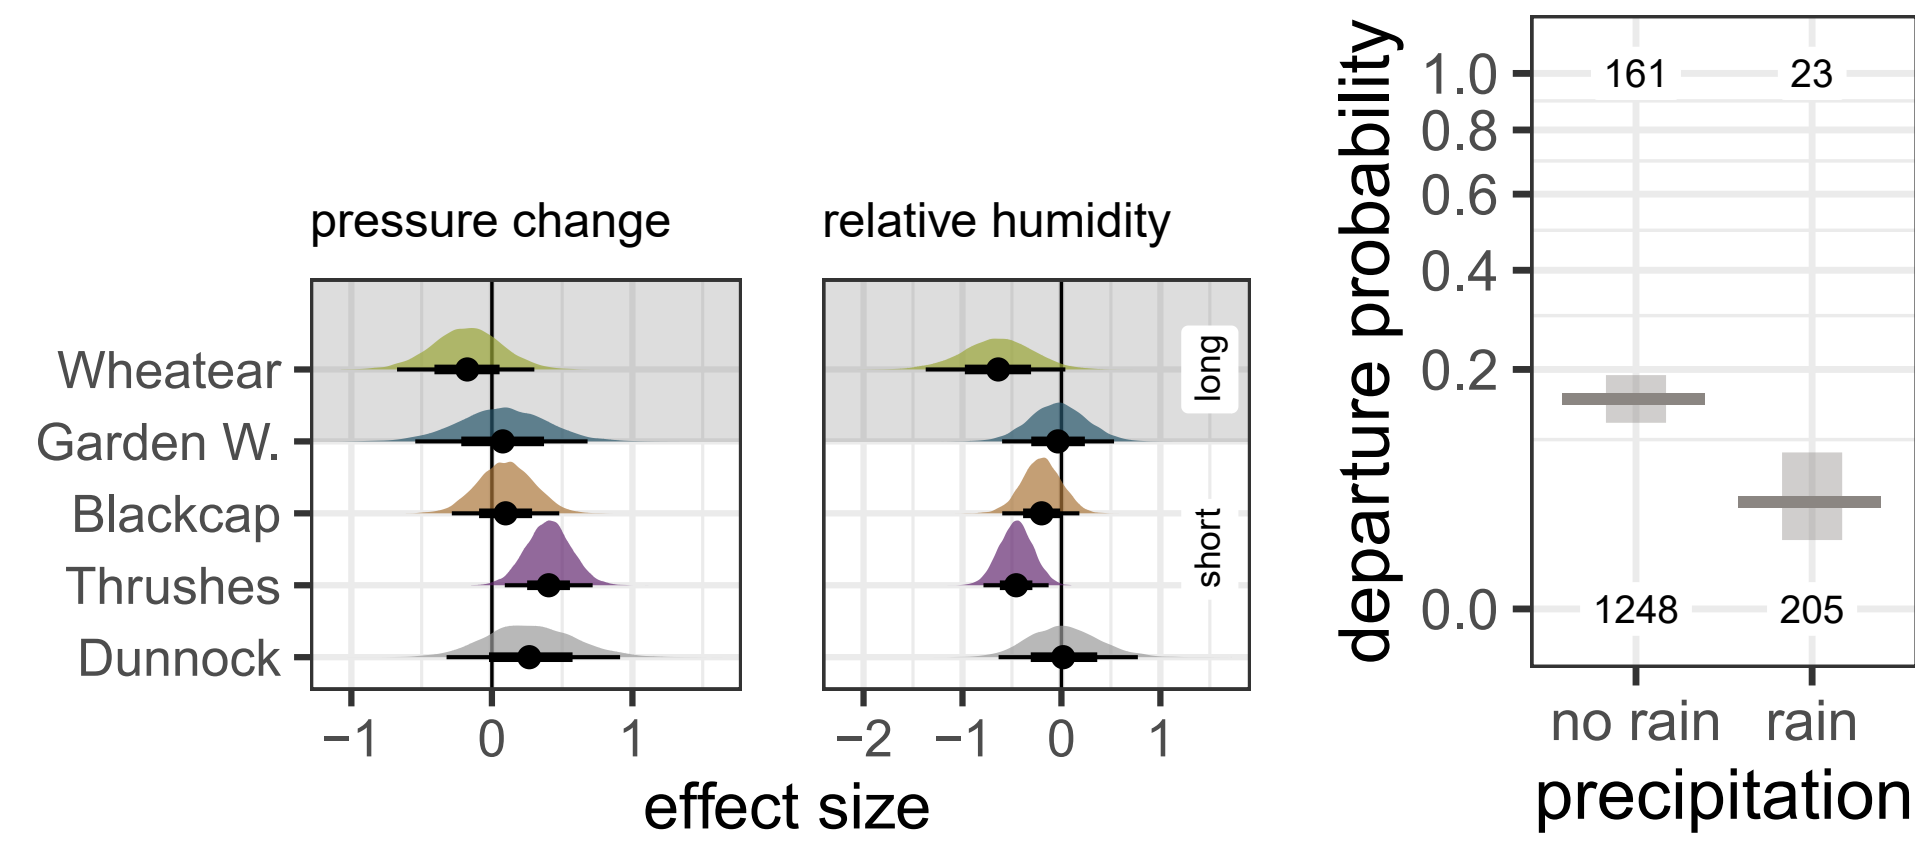 pressure change
relative humidity
Wheatear
Garden W.
Blackcap
Thrushes
Dunnock
long
short
−1 0 1
−2 −1 0 1
effect size
departure probability
1.0
0.8
0.6
0.4
0.2
0.0
161 23
1248 205
no rain rain
precipitation